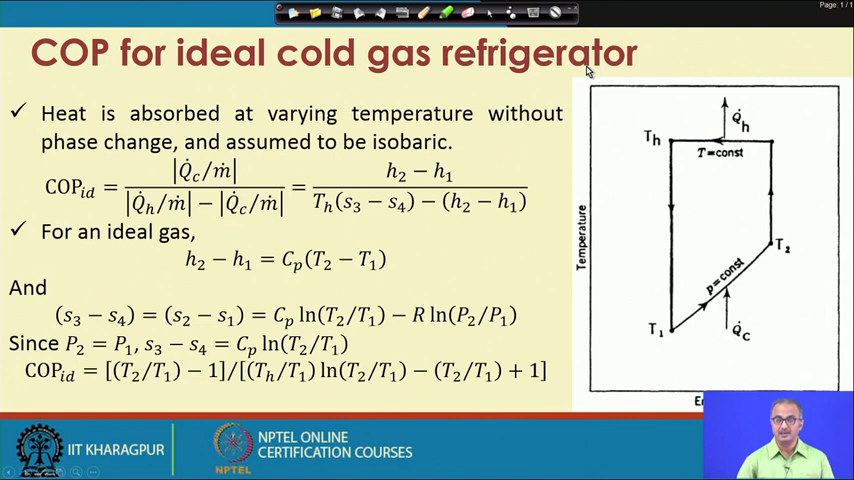 Page: 1 / 1
COP for ideal cold gas refrigerator
✓ Heat is absorbed at varying temperature without
phase change, and assumed to be isobaric.
COP_id = |Q̇_c/ṁ| / (|Q̇_h/ṁ| − |Q̇_c/ṁ|) = (h_2 − h_1) / (T_h(s_3 − s_4) − (h_2 − h_1))
✓ For an ideal gas,
h_2 − h_1 = C_p(T_2 − T_1)
And
(s_3 − s_4) = (s_2 − s_1) = C_p ln(T_2/T_1) − R ln(P_2/P_1)
Since P_2 = P_1, s_3 − s_4 = C_p ln(T_2/T_1)
COP_id = [(T_2/T_1) − 1]/[(T_h/T_1) ln(T_2/T_1) − (T_2/T_1) + 1]
Q̇_h
T_h
T=const
Temperature
T_2
p=const
T_1
Q̇_c
IIT KHARAGPUR
NPTEL
NPTEL ONLINE
CERTIFICATION COURSES